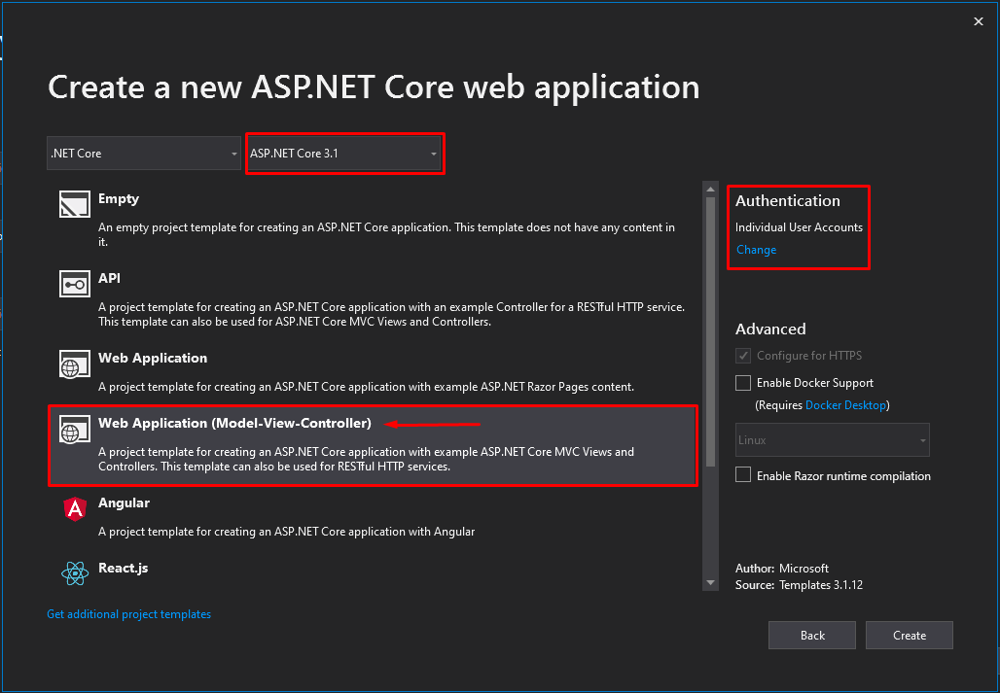 Create a new ASP.NET Core web application
.NET Core
ASP.NET Core 3.1
Empty
An empty project template for creating an ASP.NET Core application. This template does not have any content in
it.
API
A project template for creating an ASP.NET Core application with an example Controller for a RESTful HTTP service.
This template can also be used for ASP.NET Core MVC Views and Controllers.
Web Application
A project template for creating an ASP.NET Core application with example ASP.NET Razor Pages content.
Web Application (Model-View-Controller)
A project template for creating an ASP.NET Core application with example ASP.NET Core MVC Views and
Controllers. This template can also be used for RESTful HTTP services.
Angular
A project template for creating an ASP.NET Core application with Angular
React.js
Get additional project templates
Authentication
Individual User Accounts
Change
Advanced
Configure for HTTPS
Enable Docker Support
(Requires Docker Desktop)
Linux
Enable Razor runtime compilation
Author: Microsoft
Source: Templates 3.1.12
Back
Create